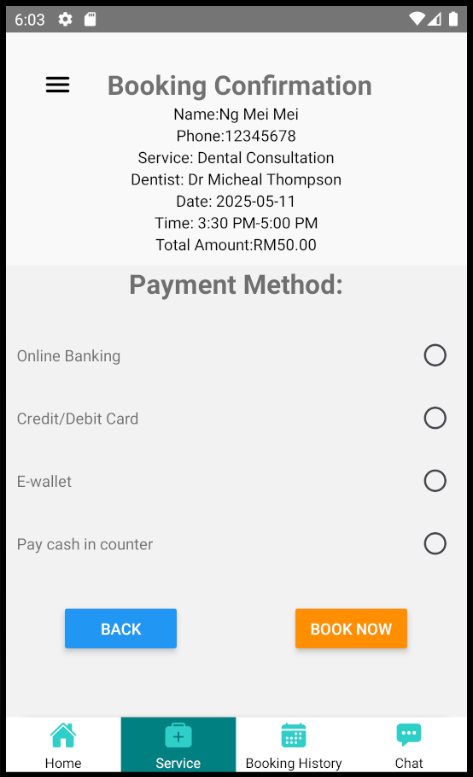 6:03
Booking Confirmation
Name:Ng Mei Mei
Phone:12345678
Service: Dental Consultation
Dentist: Dr Micheal Thompson
Date: 2025-05-11
Time: 3:30 PM-5:00 PM
Total Amount:RM50.00
Payment Method:
Online Banking
Credit/Debit Card
E-wallet
Pay cash in counter
BACK BOOK NOW
Home Service Booking History Chat